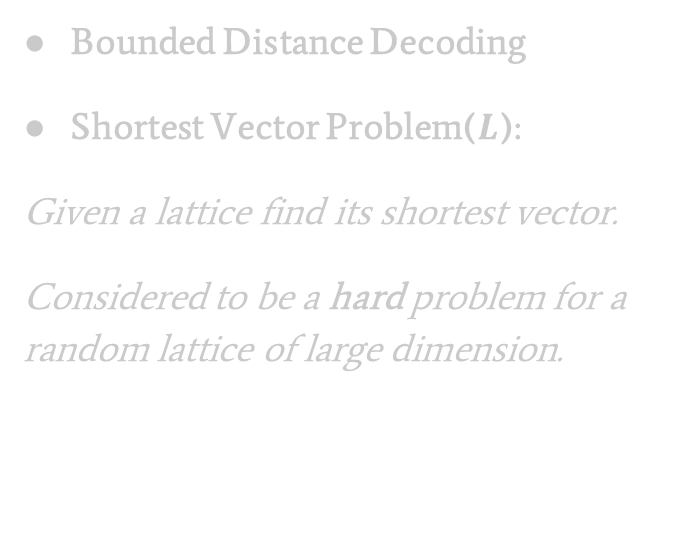 ● Bounded Distance Decoding
● Shortest Vector Problem(L):
Given a lattice find its shortest vector.
Considered to be a hard problem for a
random lattice of large dimension.